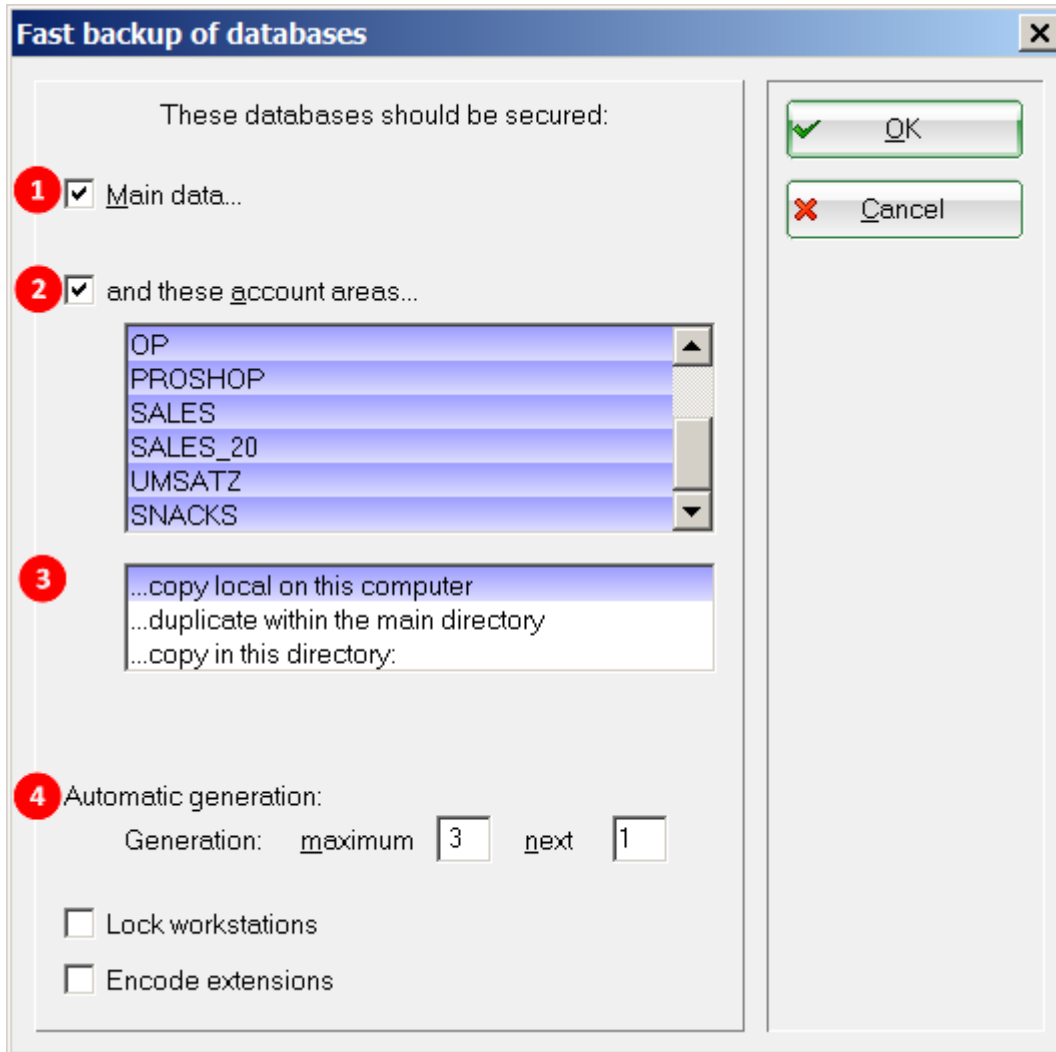 Fast backup of databases
These databases should be secured:
OK
1 Main data...
Cancel
2 and these account areas...
OP
PROSHOP
SALES
SALES_20
UMSATZ
SNACKS
3
...copy local on this computer
...duplicate within the main directory
...copy in this directory:
4 Automatic generation:
Generation: maximum 3 next 1
Lock workstations
Encode extensions